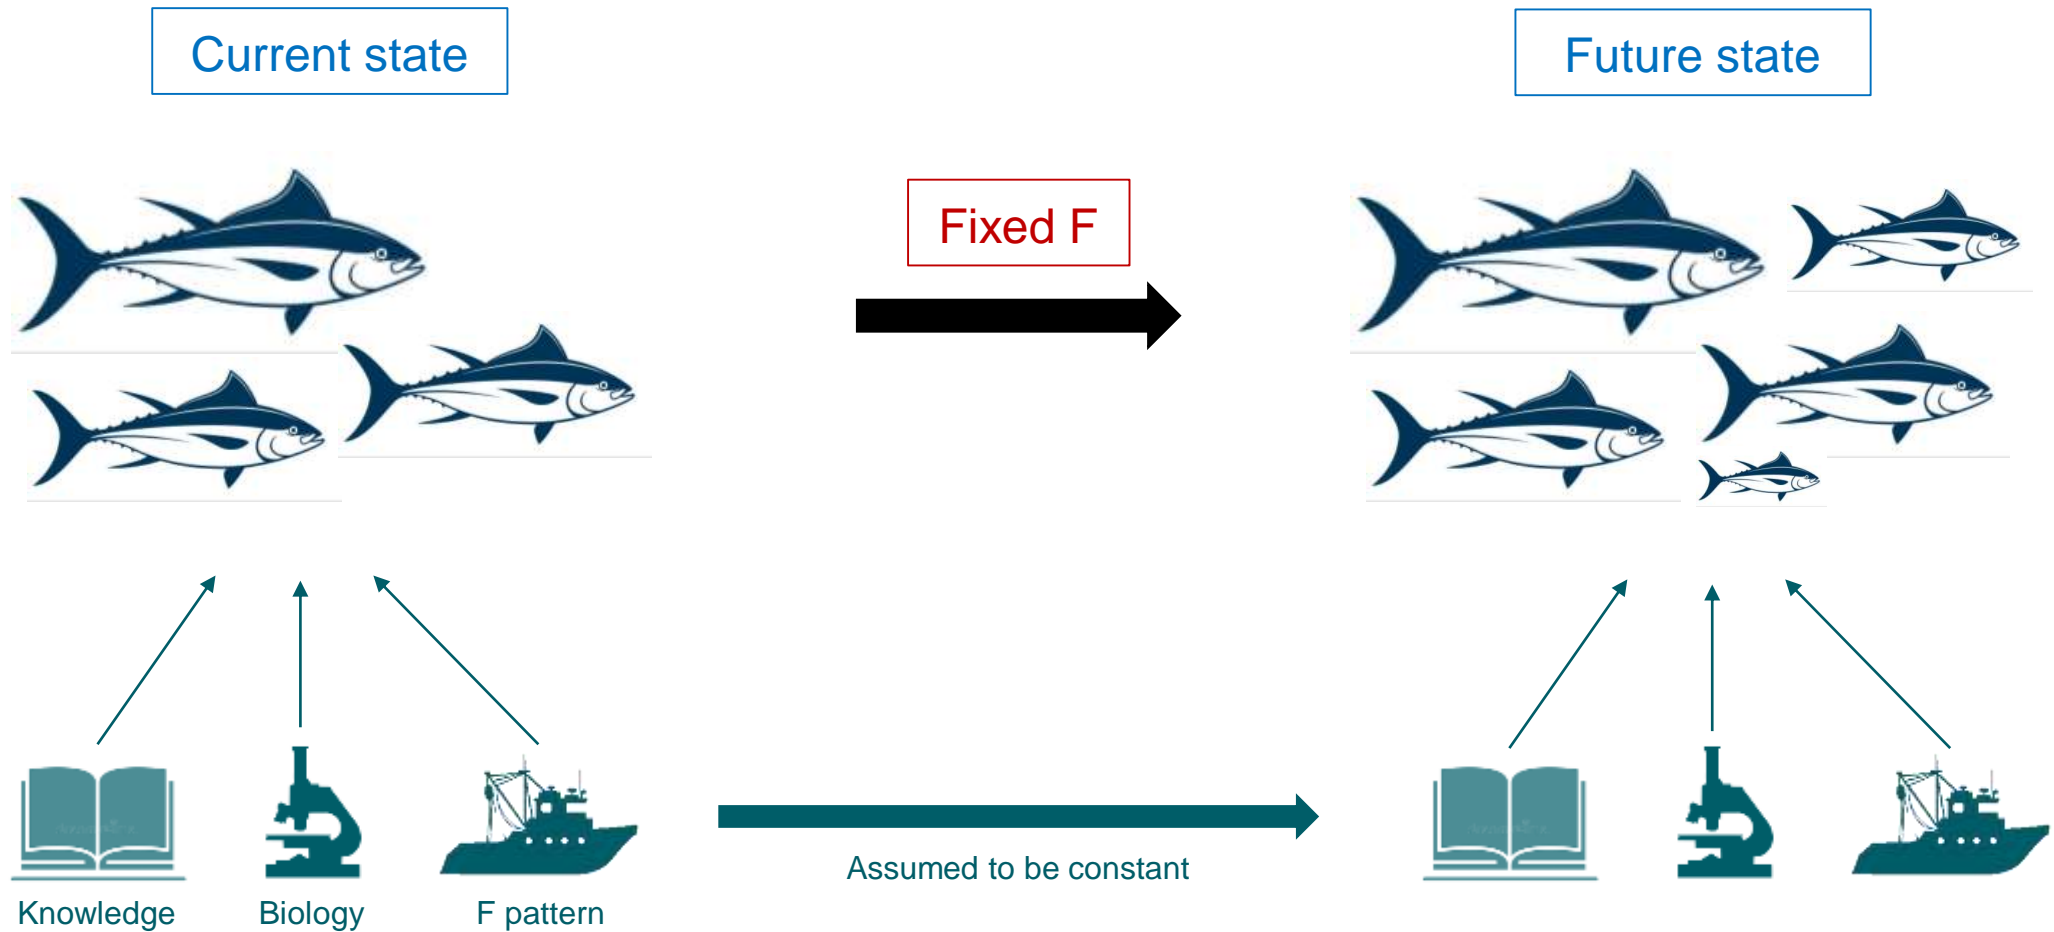 Current state
Future state
Fixed F
Assumed to be constant
Knowledge
Biology
F pattern